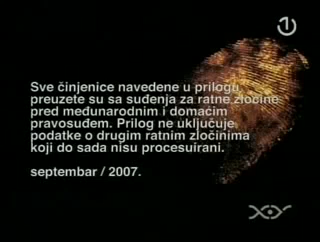 1
Sve činjenice navedene u prilogu,
preuzete su sa suđenja za ratne zločine
pred međunarodnim i domaćim
pravosuđem. Prilog ne uključuje
podatke o drugim ratnim zločinima
koji do sada nisu procesuirani.
septembar / 2007.